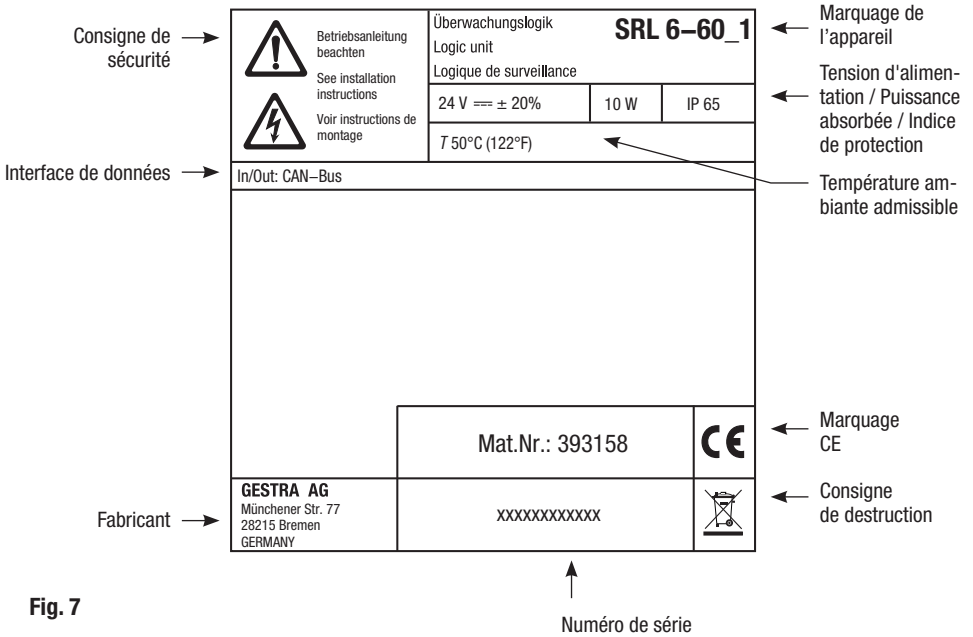 Consigne de
sécurité
Betriebsanleitung
beachten
See installation
instructions
Voir instructions de
montage
Überwachungslogik
Logic unit
Logique de surveillance
SRL 6–60_1
24 V ⎓ ± 20%
10 W
IP 65
T 50°C (122°F)
Marquage de
l'appareil
Tension d'alimen-
tation / Puissance
absorbée / Indice
de protection
Température am-
biante admissible
Interface de données
In/Out: CAN–Bus
Mat.Nr.: 393158
CE
Marquage
CE
Fabricant
GESTRA AG
Münchener Str. 77
28215 Bremen
GERMANY
XXXXXXXXXXXX
Consigne
de destruction
Numéro de série
Fig. 7